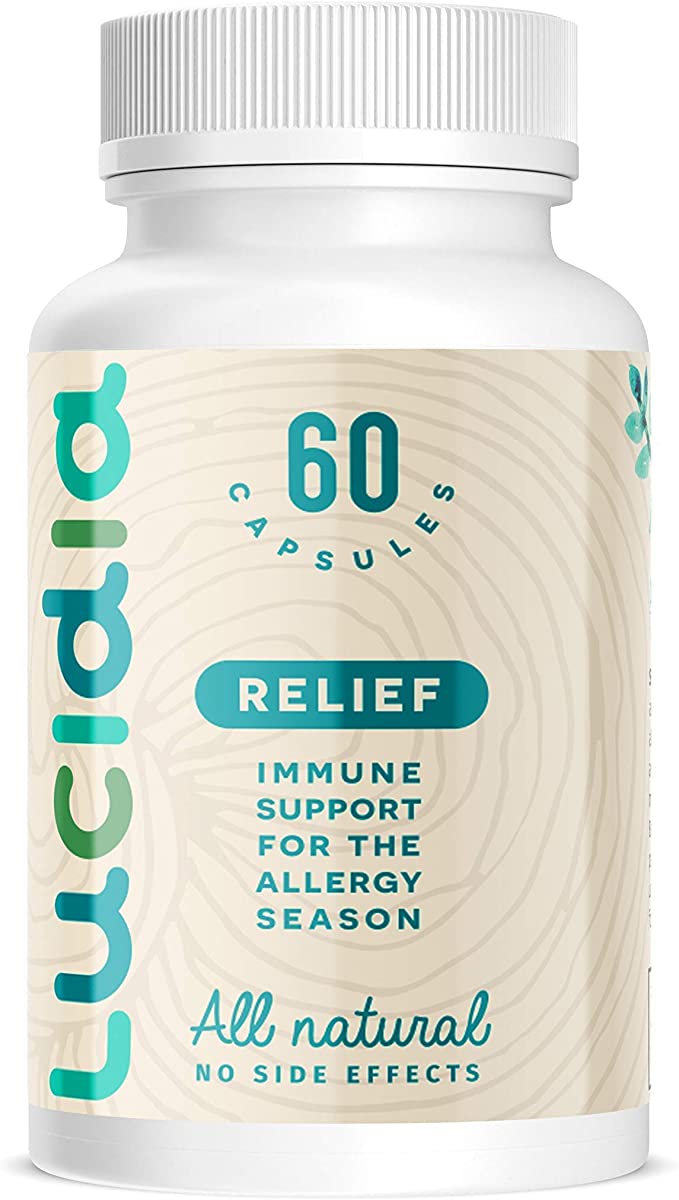 Lucidia
60
CAPSULES
RELIEF
IMMUNE
SUPPORT
FOR THE
ALLERGY
SEASON
All natural
NO SIDE EFFECTS